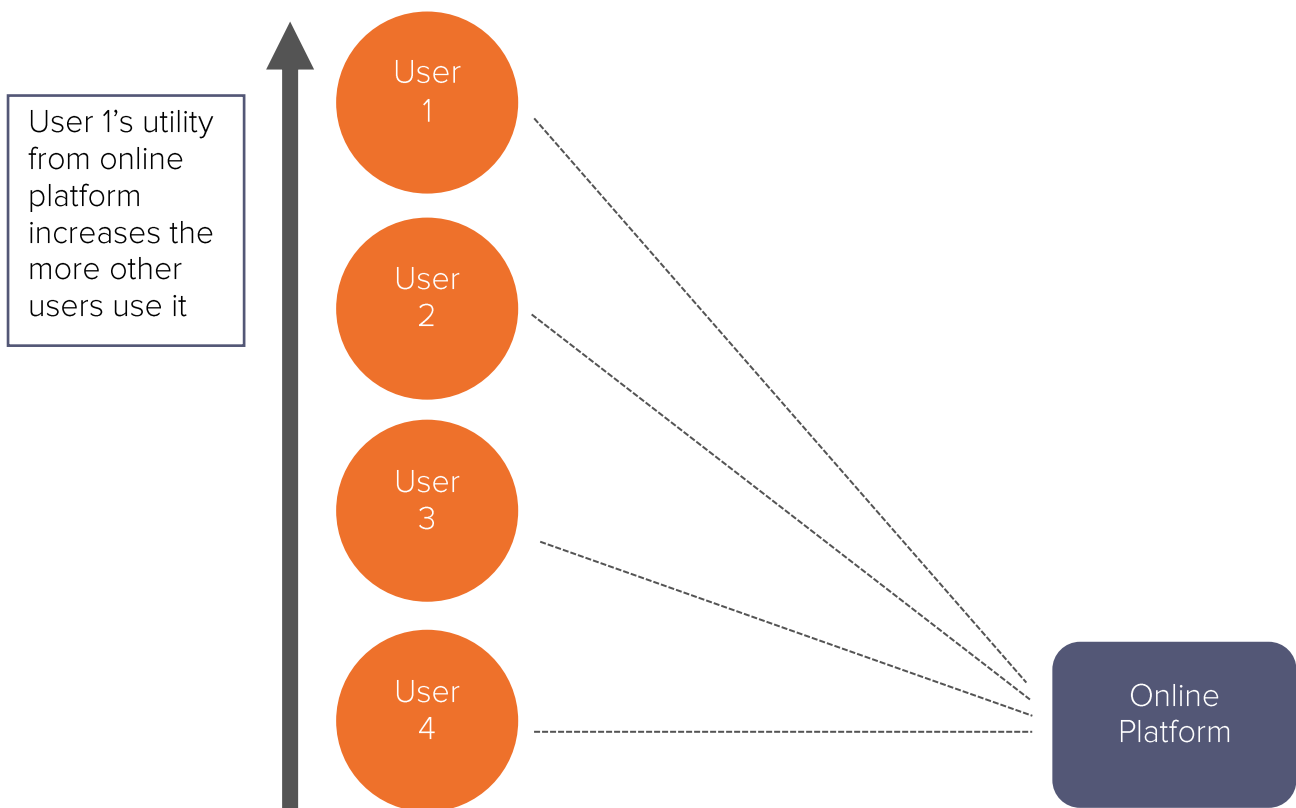 User 1’s utility
from online
platform
increases the
more other
users use it
User
1
User
2
User
3
User
4
Online
Platform